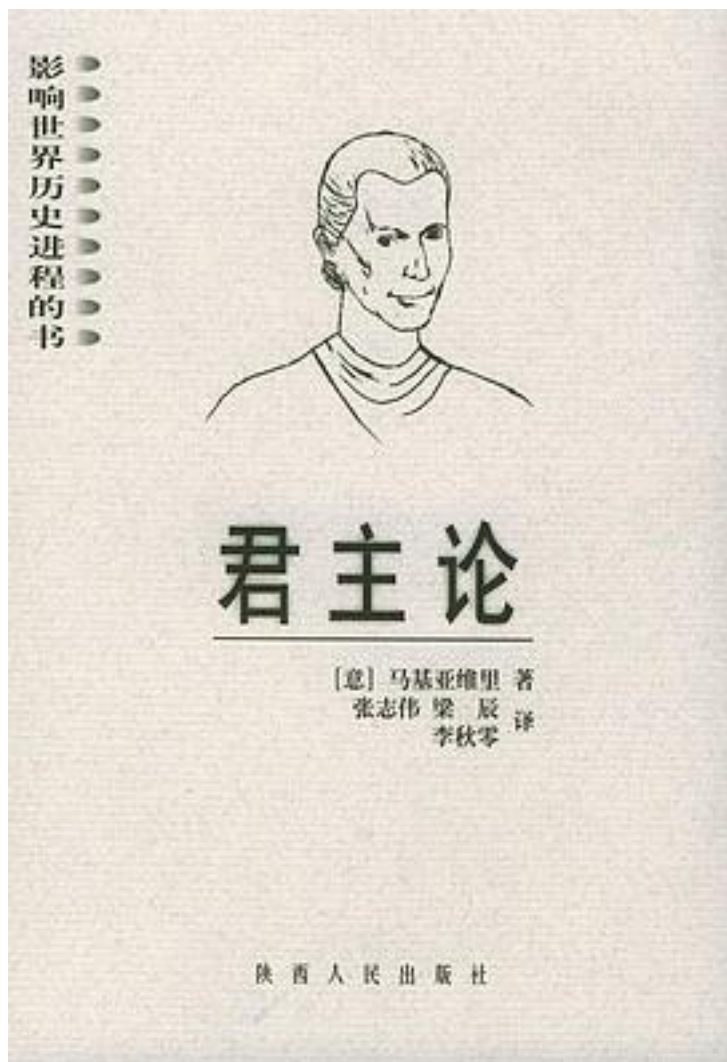 影响世界历史进程的书
君主论
［意］马基亚维里 著
张志伟 梁 辰
李秋零 译
陕西人民出版社